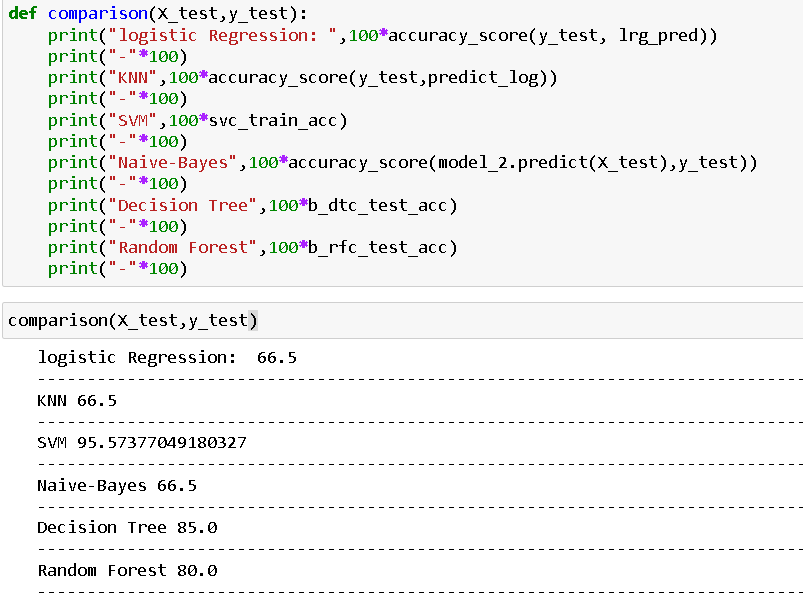 def comparison(X_test,y_test):
    print("logistic Regression: ",100*accuracy_score(y_test, lrg_pred))
    print("-"*100)
    print("KNN",100*accuracy_score(y_test,predict_log))
    print("-"*100)
    print("SVM",100*svc_train_acc)
    print("-"*100)
    print("Naive-Bayes",100*accuracy_score(model_2.predict(X_test),y_test))
    print("-"*100)
    print("Decision Tree",100*b_dtc_test_acc)
    print("-"*100)
    print("Random Forest",100*b_rfc_test_acc)
    print("-"*100)
comparison(X_test,y_test)
logistic Regression:  66.5
-----------------------------------------------------------------------------
KNN 66.5
-----------------------------------------------------------------------------
SVM 95.57377049180327
-----------------------------------------------------------------------------
Naive-Bayes 66.5
-----------------------------------------------------------------------------
Decision Tree 85.0
-----------------------------------------------------------------------------
Random Forest 80.0
-----------------------------------------------------------------------------